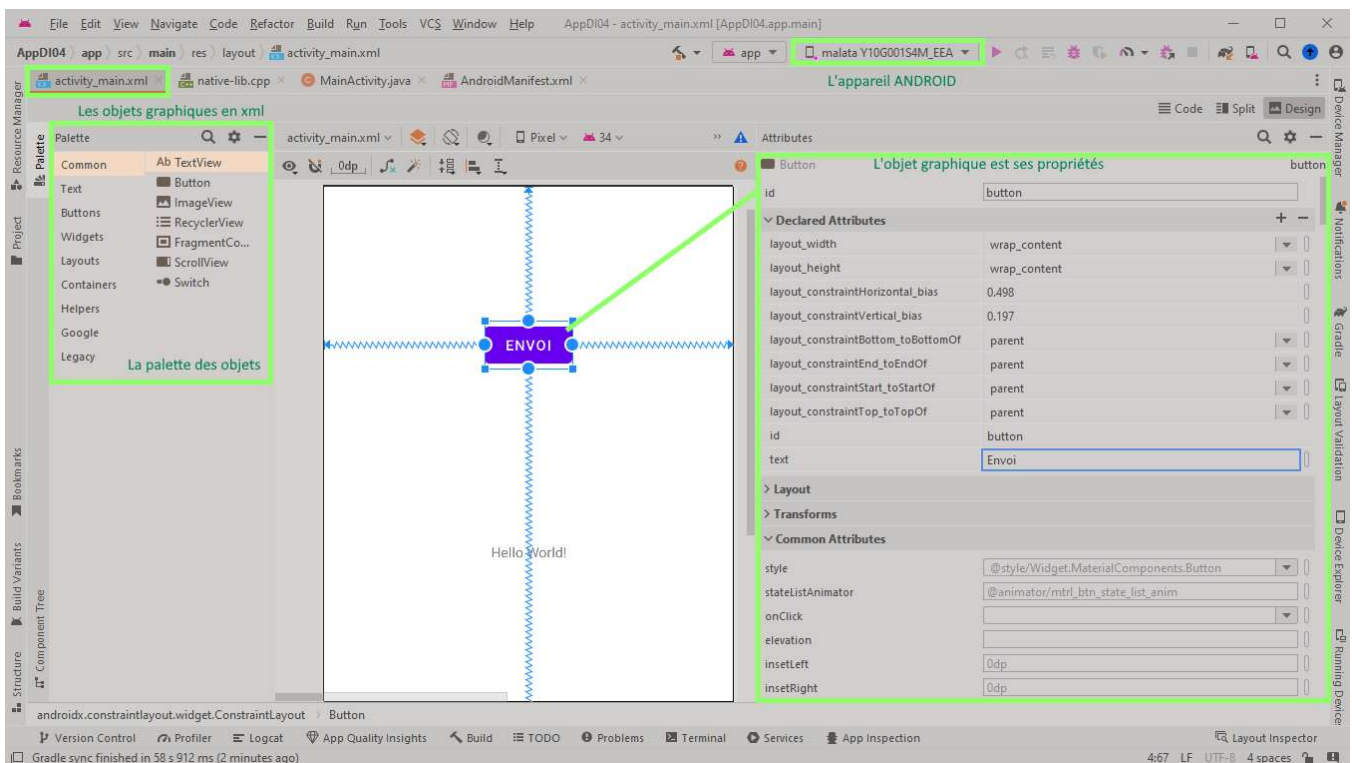 File Edit View Navigate Code Refactor Build Run Tools VCS Window Help AppDI04 - activity_main.xml [AppDI04.app.main]
AppDI04 app src main res layout activity_main.xml app malata Y10G001S4M_EEA
activity_main.xml native-lib.cpp MainActivity.java AndroidManifest.xml L'appareil ANDROID
Les objets graphiques en xml Code Split Design
Palette activity_main.xml Pixel 34 Attributes
Common Ab TextView 0dp Button L'objet graphique est ses propriétés button
Text Button id button
Buttons ImageView Declared Attributes
Widgets RecyclerView layout_width wrap_content
Layouts FragmentCo... layout_height wrap_content
Containers ScrollView layout_constraintHorizontal_bias 0.498
Helpers Switch layout_constraintVertical_bias 0.197
Google layout_constraintBottom_toBottomOf parent
Legacy La palette des objets ENVOI layout_constraintEnd_toEndOf parent
layout_constraintStart_toStartOf parent
layout_constraintTop_toTopOf parent
id button
text Envoi
Layout
Transforms
Hello World! Common Attributes
style @style/Widget.MaterialComponents.Button
stateListAnimator @animator/mtrl_btn_state_list_anim
onClick
elevation
insetLeft 0dp
insetRight 0dp
androidx.constraintlayout.widget.ConstraintLayout Button
Version Control Profiler Logcat App Quality Insights Build TODO Problems Terminal Services App Inspection Layout Inspector
Gradle sync finished in 58 s 912 ms (2 minutes ago) 4:67 LF UTF-8 4 spaces
Resource Manager
Project
Bookmarks
Build Variants
Structure
Palette
Component Tree
Device Manager
Notifications
Gradle
Layout Validation
Device Explorer
Running Device